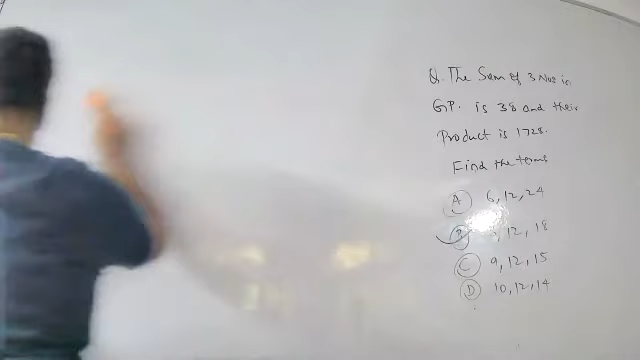 Q. The Sum of 3 Nos in
G.P. is 38 and their
Product is 1728.
Find the terms
A 6, 12, 24
B 12, 18
C 9, 12, 15
D 10, 12, 14